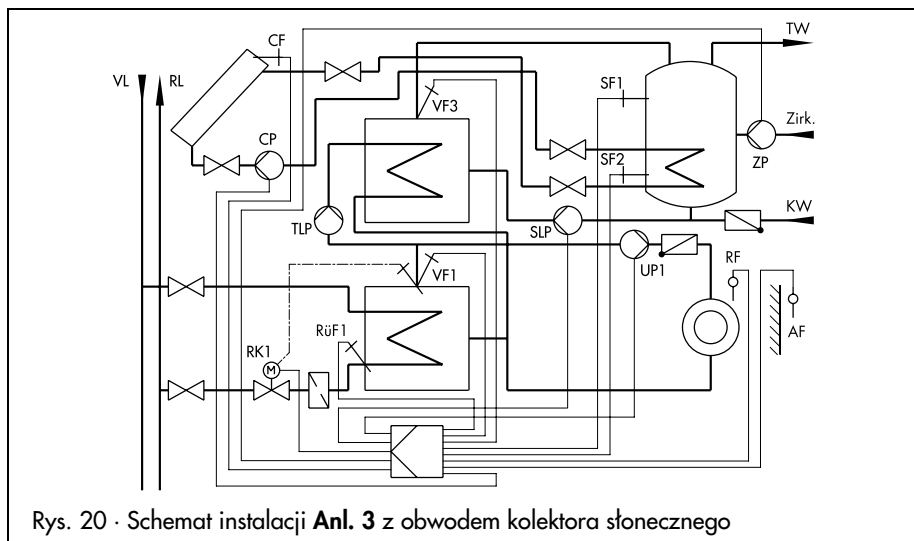 CF
TW
VL
RL
SF1
VF3
Zirk.
CP
ZP
SF2
KW
TLP
SLP
UP1
RF
VF1
RüF1
AF
RK1
M
Rys. 20 · Schemat instalacji Anl. 3 z obwodem kolektora słonecznego